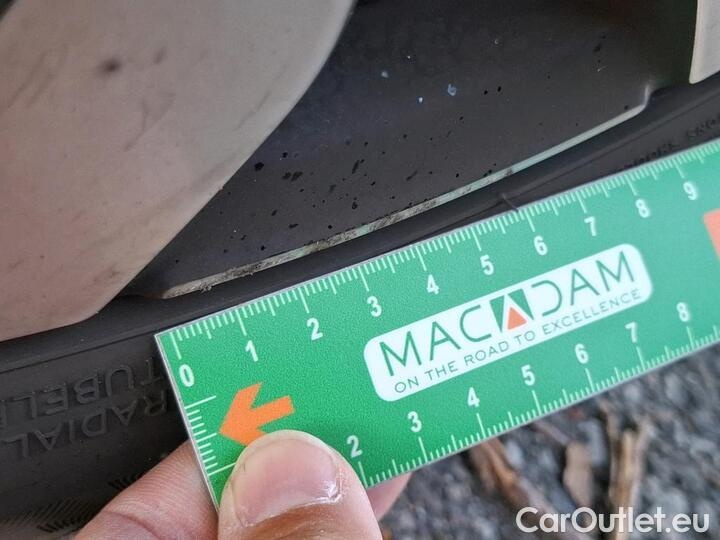 RADIAL
TUBELE
0 1 2 3 4 5 6 7 8 9
MACADAM
ON THE ROAD TO EXCELLENCE
2 3 4 5 6 7 8
CarOutlet.eu